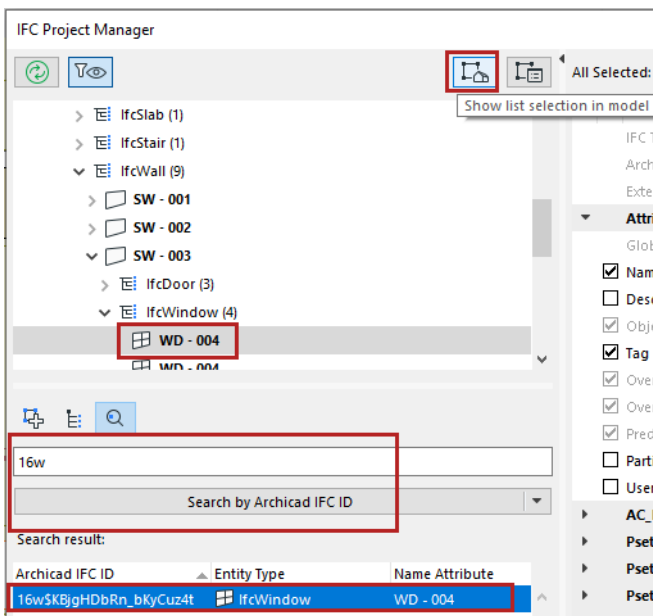 IFC Project Manager
All Selected:
Show list selection in model
IfcSlab (1)
IfcStair (1)
IfcWall (9)
SW - 001
SW - 002
SW - 003
IfcDoor (3)
IfcWindow (4)
WD - 004
WD - 004
IFC
Arch
Exte
Attri
Glob
Nam
Desc
Obje
Tag
Over
Over
Pred
Parti
User
AC_
Pset
Pset
Pset
16w
Search by Archicad IFC ID
Search result:
Archicad IFC ID Entity Type Name Attribute
16w$KBjgHDbRn_bKyCuz4t IfcWindow WD - 004